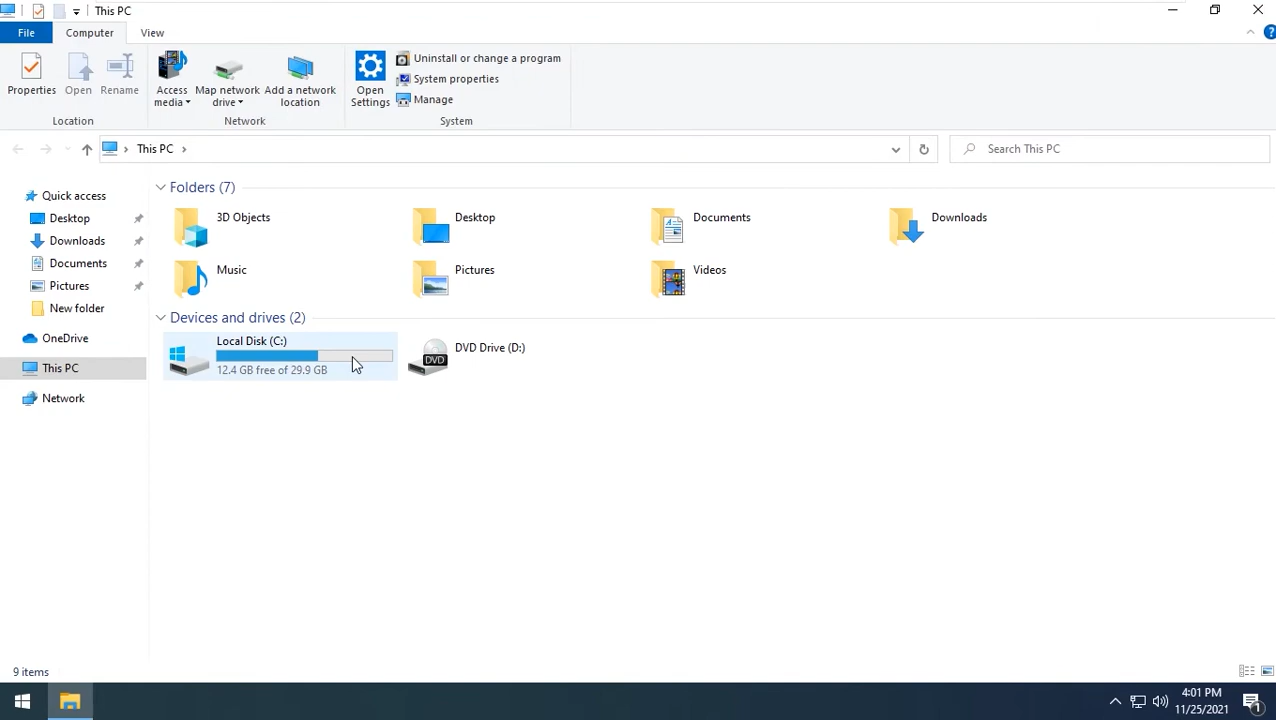 This PC
File
Computer
View
Properties
Open
Rename
Location
Access
media
Map network
drive
Add a network
location
Network
Open
Settings
Uninstall or change a program
System properties
Manage
System
This PC
Search This PC
Quick access
Desktop
Downloads
Documents
Pictures
New folder
OneDrive
This PC
Network
Folders (7)
3D Objects
Desktop
Documents
Downloads
Music
Pictures
Videos
Devices and drives (2)
Local Disk (C:)
12.4 GB free of 29.9 GB
DVD
DVD Drive (D:)
9 items
4:01 PM
11/25/2021
1